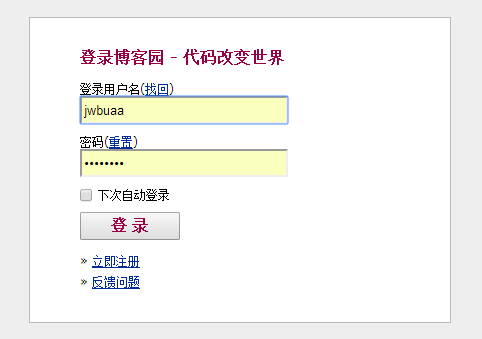 登录博客园 - 代码改变世界
登录用户名(找回)
jwbuaa
密码(重置)
••••••••
下次自动登录
登 录
» 立即注册
» 反馈问题